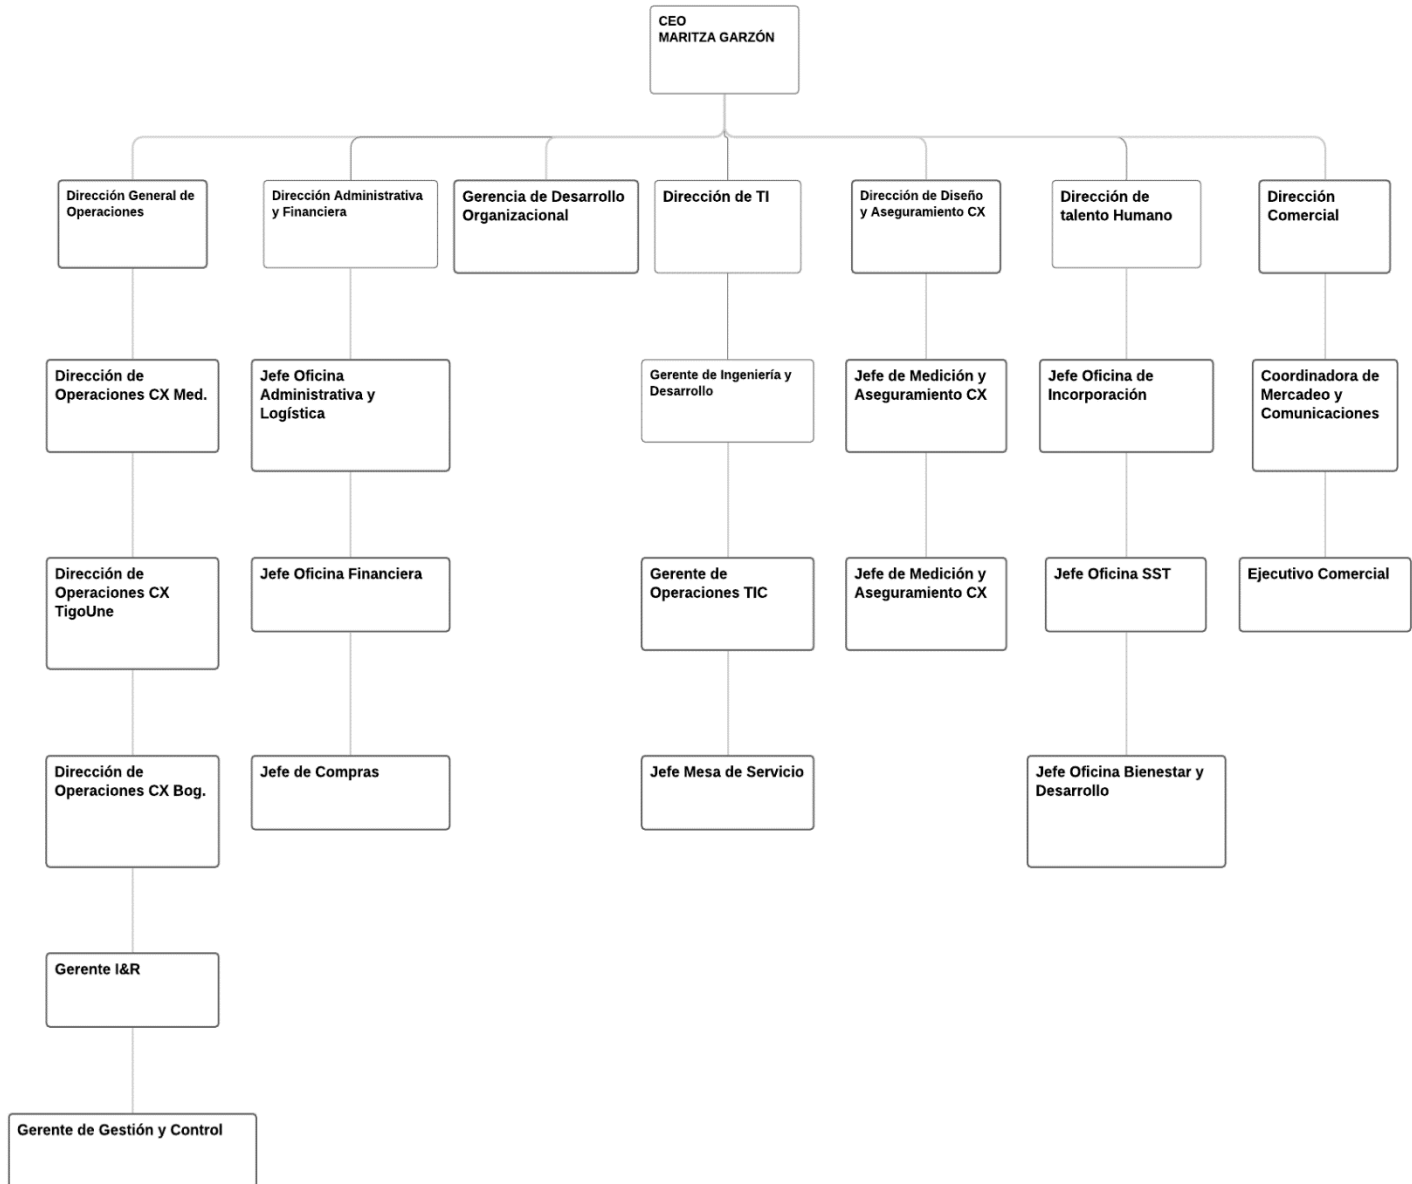 CEO
MARITZA GARZÓN
Dirección General de
Operaciones
Dirección Administrativa
y Financiera
Gerencia de Desarrollo
Organizacional
Dirección de TI
Dirección de Diseño
y Aseguramiento CX
Dirección de
talento Humano
Dirección
Comercial
Dirección de
Operaciones CX Med.
Jefe Oficina
Administrativa y
Logística
Gerente de Ingeniería y
Desarrollo
Jefe de Medición y
Aseguramiento CX
Jefe Oficina de
Incorporación
Coordinadora de
Mercadeo y
Comunicaciones
Dirección de
Operaciones CX
TigoUne
Jefe Oficina Financiera
Gerente de
Operaciones TIC
Jefe de Medición y
Aseguramiento CX
Jefe Oficina SST
Ejecutivo Comercial
Dirección de
Operaciones CX Bog.
Jefe de Compras
Jefe Mesa de Servicio
Jefe Oficina Bienestar y
Desarrollo
Gerente I&R
Gerente de Gestión y Control